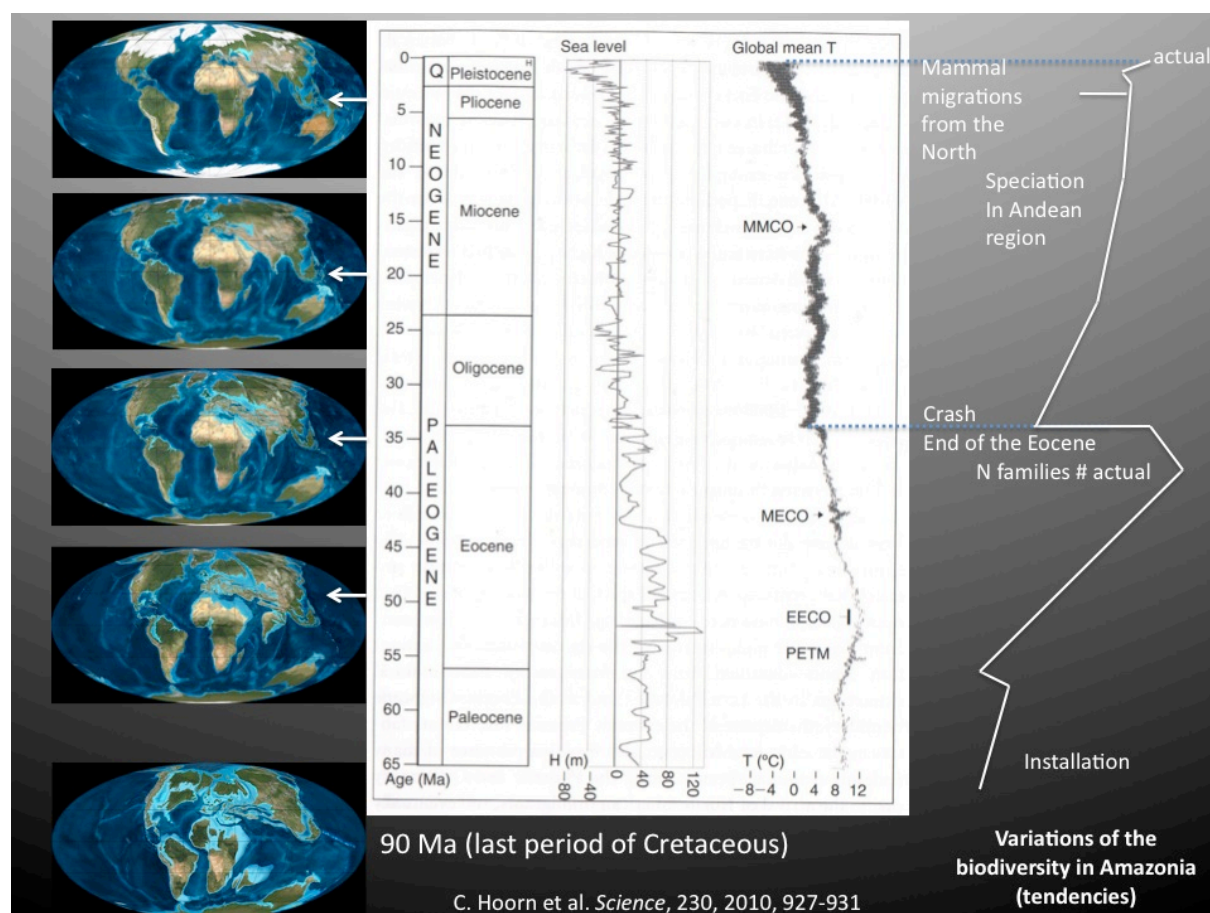 Sea level
Global mean T
0
5
10
15
20
25
30
35
40
45
50
55
60
65
Age (Ma)
Q
NEOGENE
PALEOGENE
H
Pleistocene
Pliocene
Miocene
Oligocene
Eocene
Paleocene
H (m)
-80
-40
0
40
80
120
MMCO
MECO
EECO
PETM
T (°C)
−8
−4
0
4
8
12
actual
Mammal
migrations
from the
North
Speciation
In Andean
region
Crash
End of the Eocene
N families # actual
Installation
90 Ma (last period of Cretaceous)
Variations of the
biodiversity in Amazonia
(tendencies)
C. Hoorn et al. Science, 230, 2010, 927-931